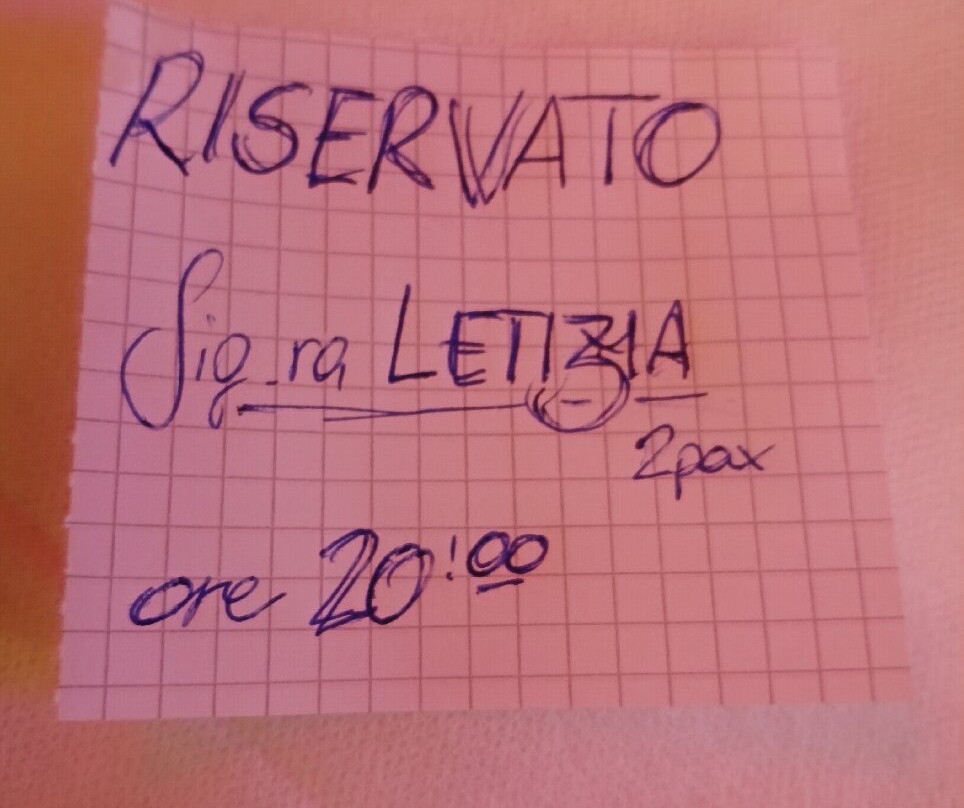 RISERVATO
Sig.ra LETIZIA
2pax
ore 20:00